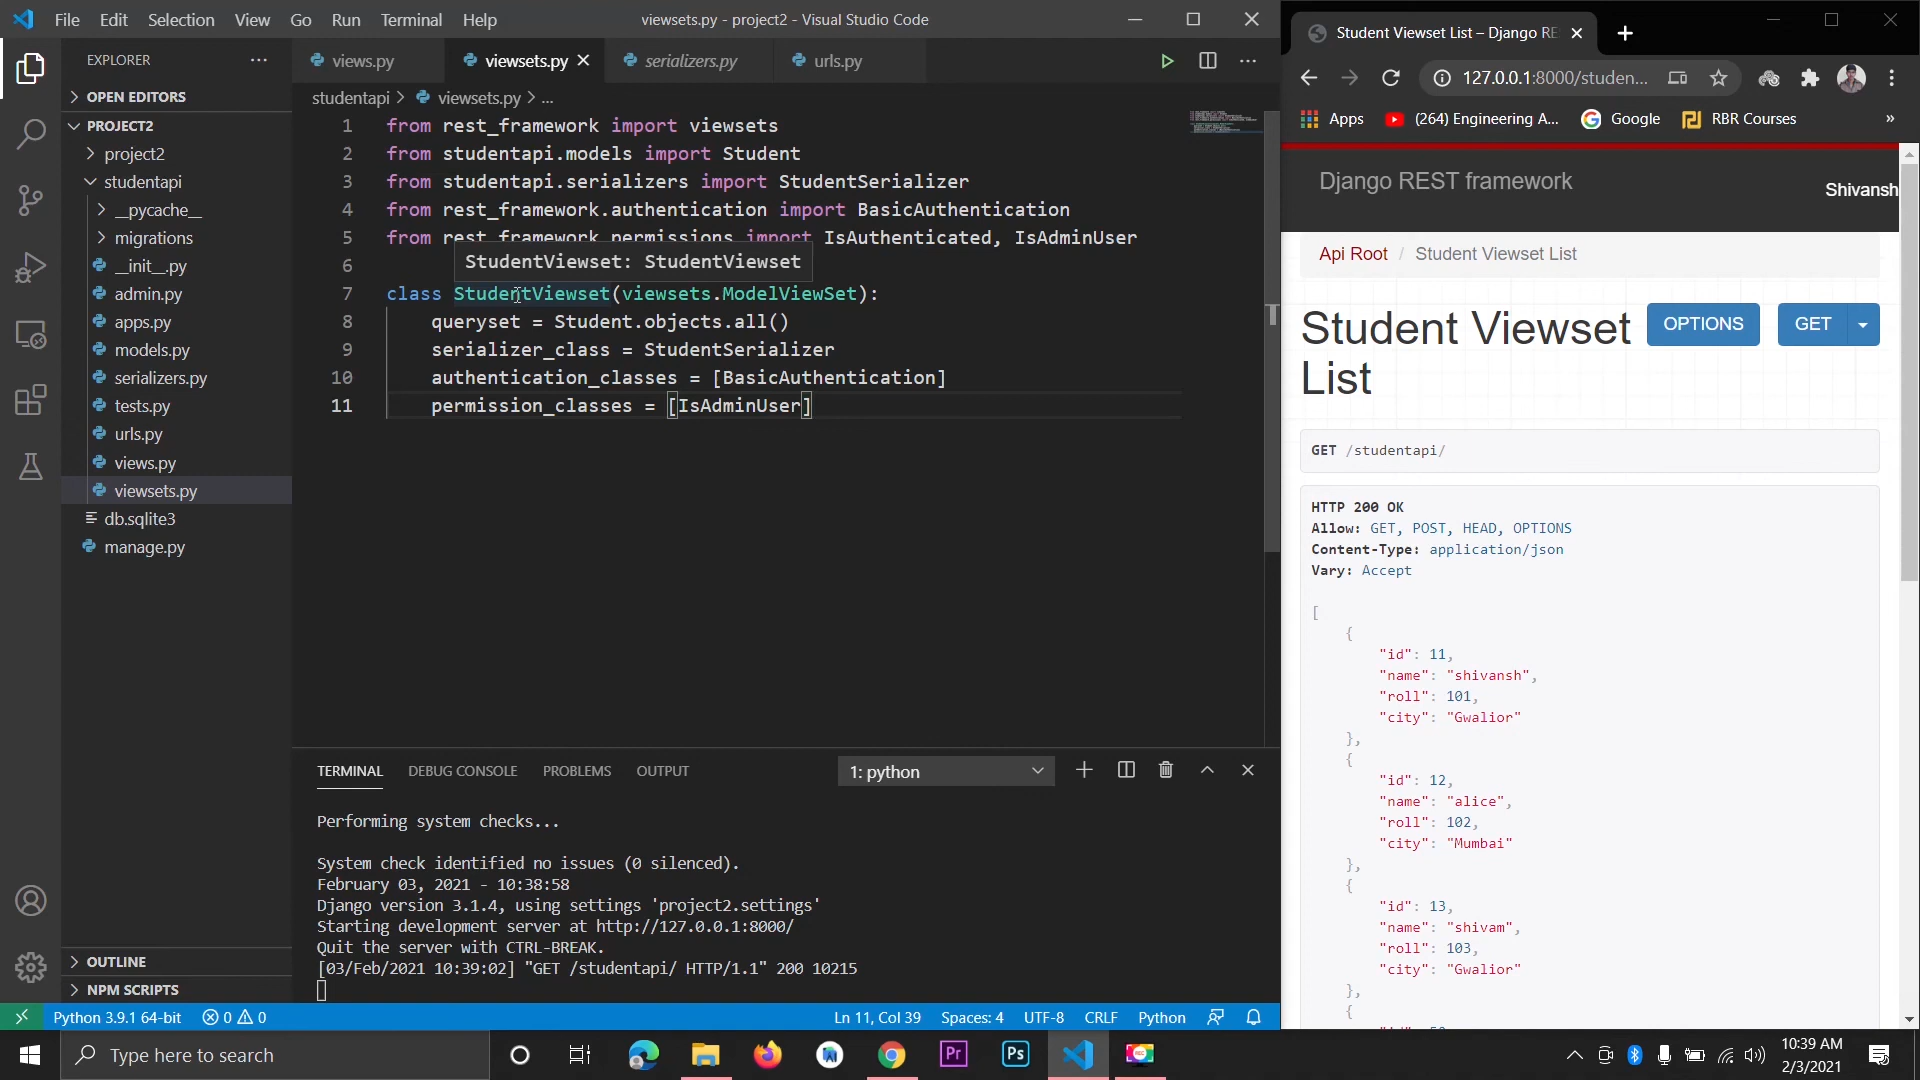 File Edit Selection View Go Run Terminal Help
viewsets.py - project2 - Visual Studio Code
EXPLORER
OPEN EDITORS
PROJECT2
project2
studentapi
__pycache__
migrations
__init__.py
admin.py
apps.py
models.py
serializers.py
tests.py
urls.py
views.py
viewsets.py
db.sqlite3
manage.py
OUTLINE
NPM SCRIPTS
views.py viewsets.py serializers.py urls.py
studentapi > viewsets.py > ...
1 from rest_framework import viewsets
2 from studentapi.models import Student
3 from studentapi.serializers import StudentSerializer
4 from rest_framework.authentication import BasicAuthentication
5 from rest_framework.permissions import IsAuthenticated, IsAdminUser
6
StudentViewset: StudentViewset
7 class StudentViewset(viewsets.ModelViewSet):
8 queryset = Student.objects.all()
9 serializer_class = StudentSerializer
10 authentication_classes = [BasicAuthentication]
11 permission_classes = [IsAdminUser]
TERMINAL DEBUG CONSOLE PROBLEMS OUTPUT 1: python
Performing system checks...
System check identified no issues (0 silenced).
February 03, 2021 - 10:38:58
Django version 3.1.4, using settings 'project2.settings'
Starting development server at http://127.0.0.1:8000/
Quit the server with CTRL-BREAK.
[03/Feb/2021 10:39:02] "GET /studentapi/ HTTP/1.1" 200 10215
Python 3.9.1 64-bit 0 0 Ln 11, Col 39 Spaces: 4 UTF-8 CRLF Python
Student Viewset List – Django RE
127.0.0.1:8000/studen...
Apps (264) Engineering A... Google RBR Courses »
Django REST framework
Shivansh
Api Root / Student Viewset List
Student Viewset
List
OPTIONS GET
GET /studentapi/
HTTP 200 OK
Allow: GET, POST, HEAD, OPTIONS
Content-Type: application/json
Vary: Accept
[
{
"id": 11,
"name": "shivansh",
"roll": 101,
"city": "Gwalior"
},
{
"id": 12,
"name": "alice",
"roll": 102,
"city": "Mumbai"
},
{
"id": 13,
"name": "shivam",
"roll": 103,
"city": "Gwalior"
},
{
Type here to search
Pr
Ps
10:39 AM
2/3/2021